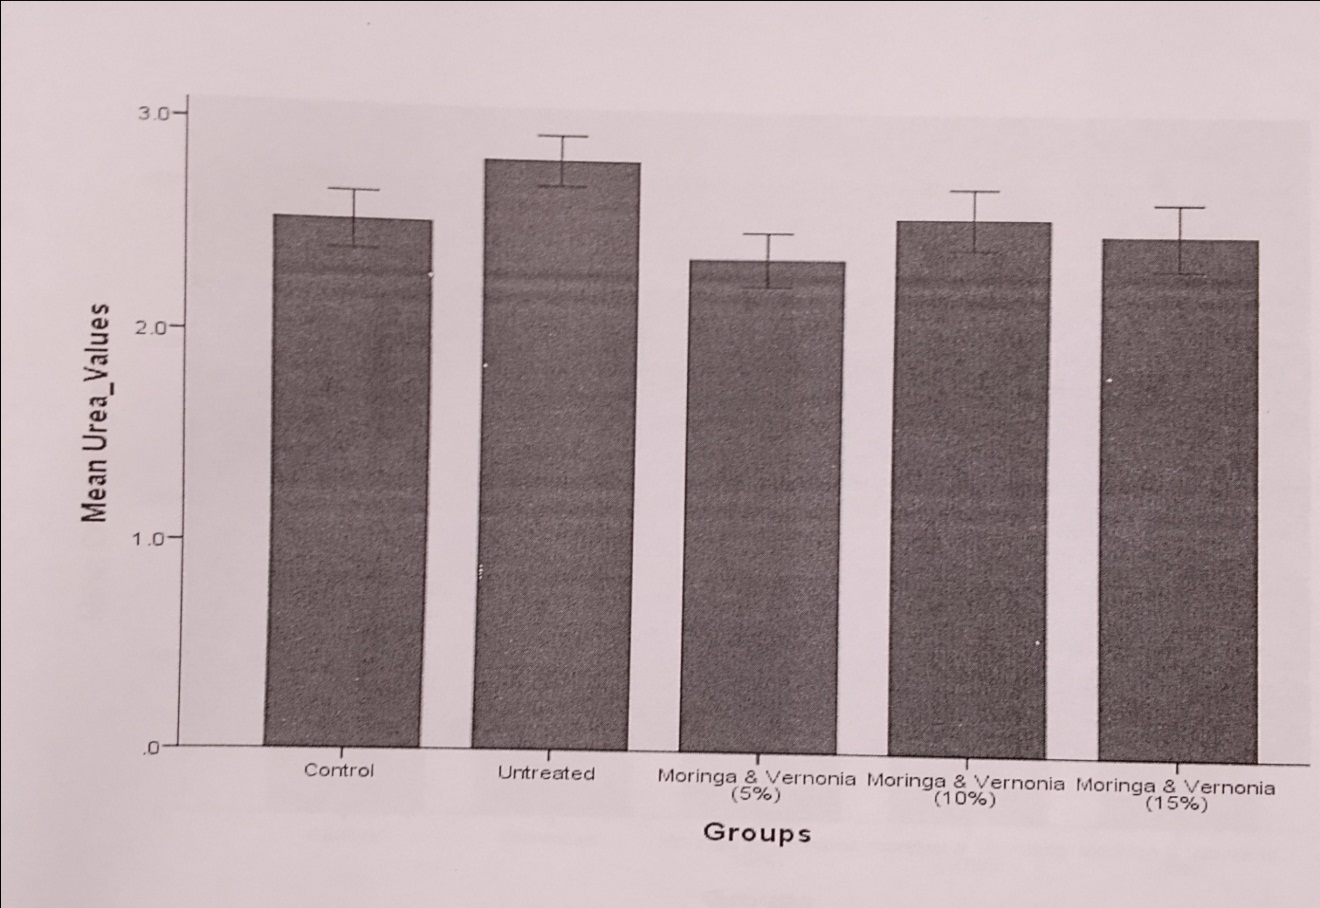 3.0
2.0
1.0
.0
Mean Urea_Values
Control
Untreated
Moringa & Vernonia
(5%)
Moringa & Vernonia
(10%)
Moringa & Vernonia
(15%)
Groups